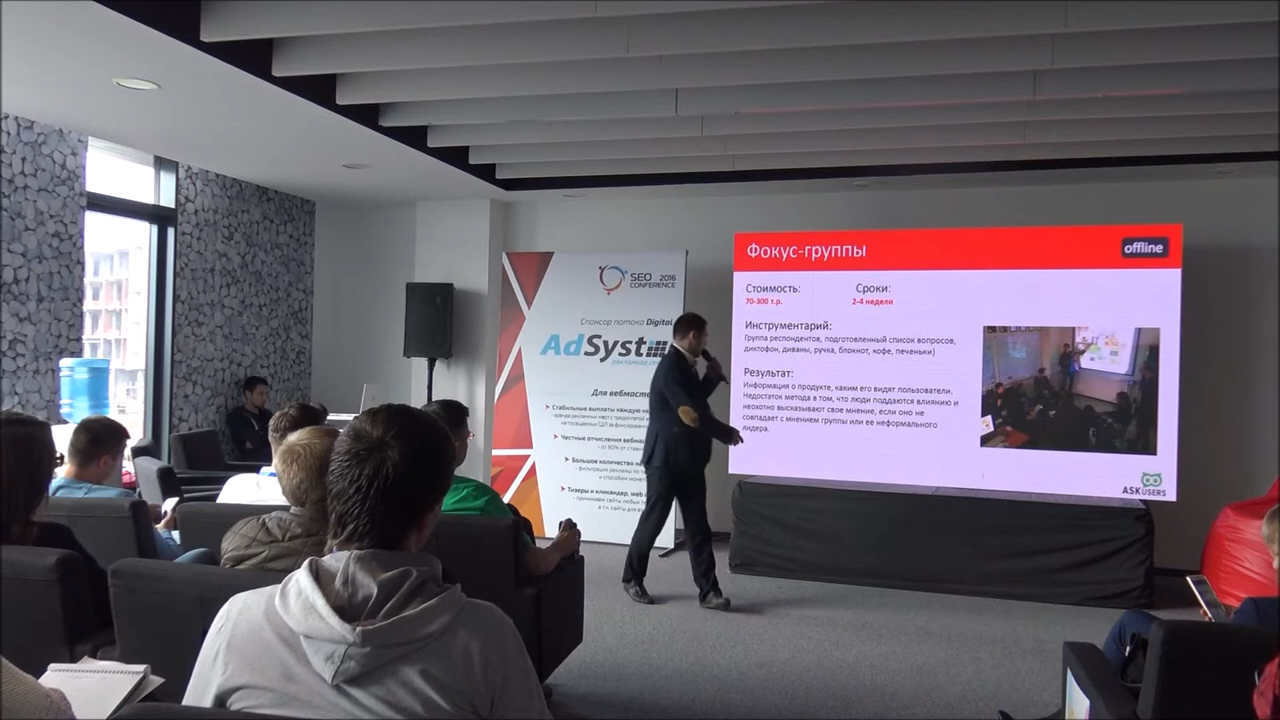 Фокус-группы
offline
Стоимость:
Сроки:
70-300 т.р.
2-4 недели
Инструментарий:
Группа респондентов, подготовленный список вопросов,
диктофон, диваны, ручка, блокнот, кофе, печеньки)
Результат:
Информация о продукте, каким его видят пользователи.
Недостаток метода в том, что люди поддаются влиянию и
неохотно высказывают свое мнение, если оно не
совпадает с мнением группы или ее неформального
лидера.
ASKUSERS
SEO 2016
CONFERENCE
Спонсор потока Digital
AdSyst
рекламная
Для вебмасте
Стабильные выплаты каждую
Честные отчисления
Большое количество
Тизеры и кликандер, web